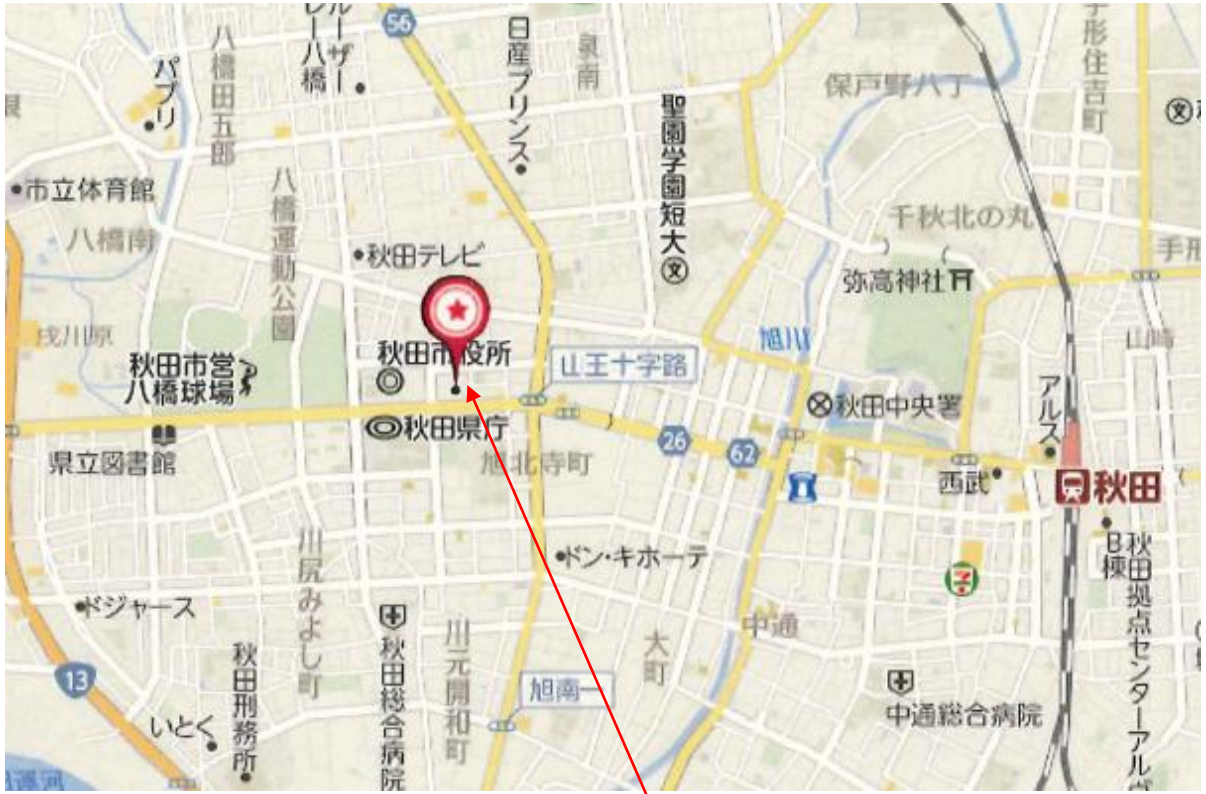 56
ルーザー
レー八橋
日産プリンス
泉南
八橋田五郎
パブリ
保戸野八丁
手形住吉町
聖園学園短大
文
文
市立体育館
八橋南
八橋運動公園
秋田テレビ
千秋北の丸
手形
弥高神社
旭川
山崎
秋田市営
八橋球場
秋田市役所
山王十字路
アルス
秋田中央署
秋田県庁
26
62
県立図書館
旭北寺町
西武
秋田
川尻みよし町
ドン・キホーテ
B棟
秋田拠点センターアルヴ
ドジャース
秋田総合病院
川元開和町
大町
中通
13
秋田刑務所
旭南一
中通総合病院
いとく
運河